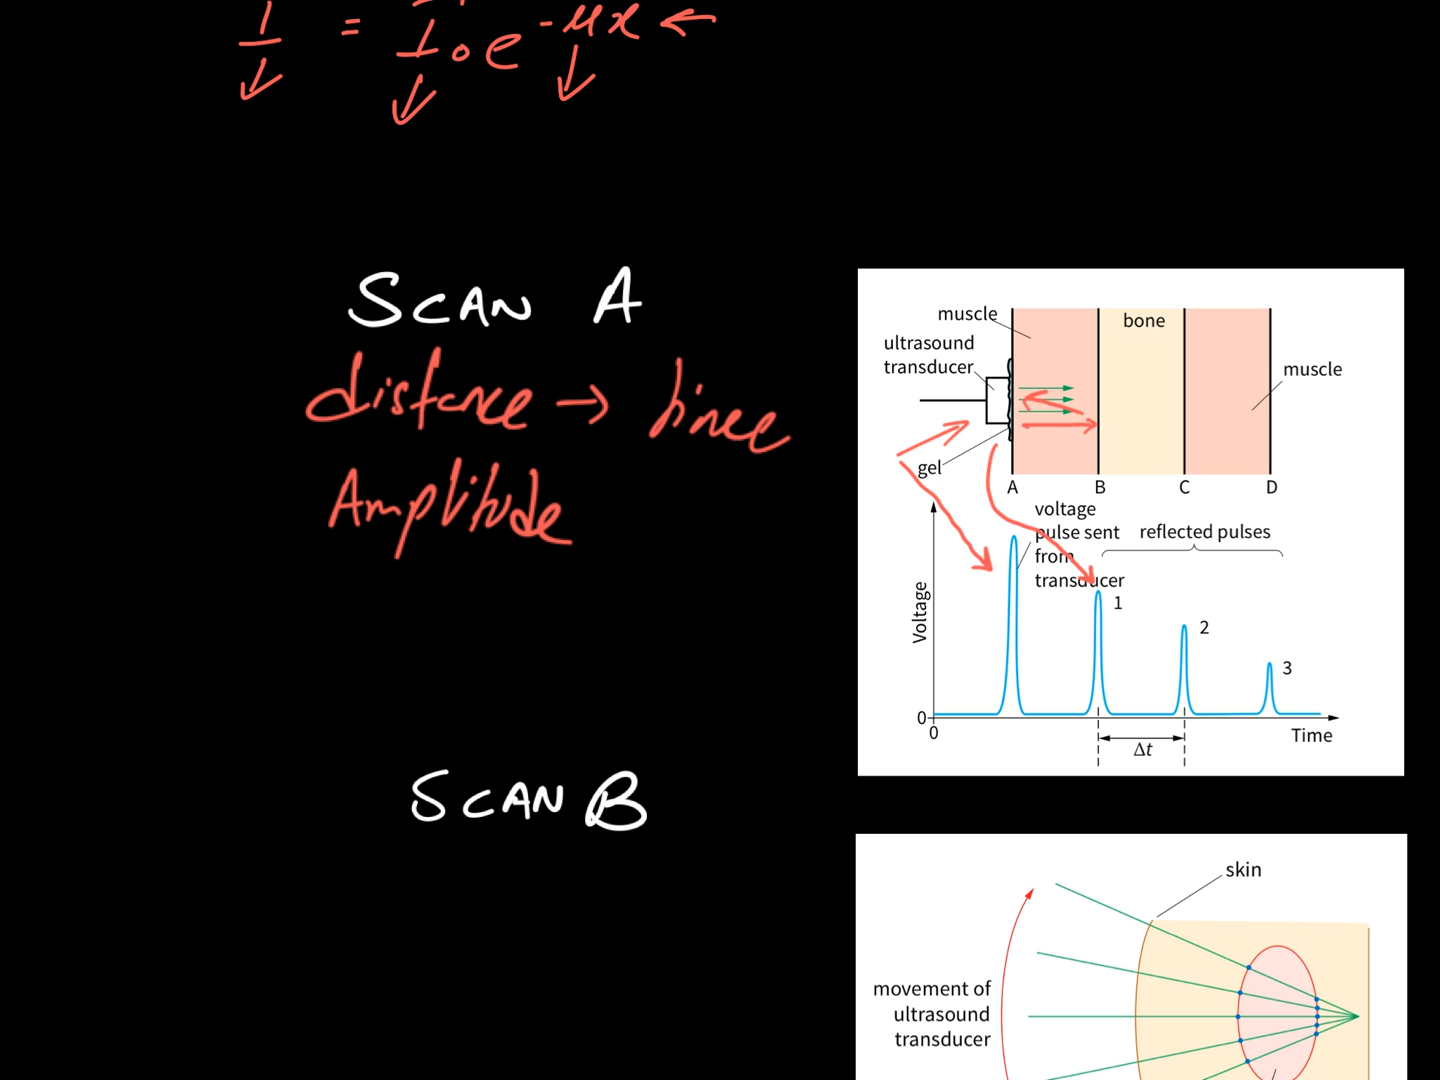 I = I₀e^-μx ←
SCAN A
distance → time
Amplitude
muscle
bone
ultrasound
transducer
muscle
gel
A B C D
voltage
pulse sent
from
transducer
reflected pulses
Voltage
1
2
3
0
0
Δt
Time
SCAN B
skin
movement of
ultrasound
transducer